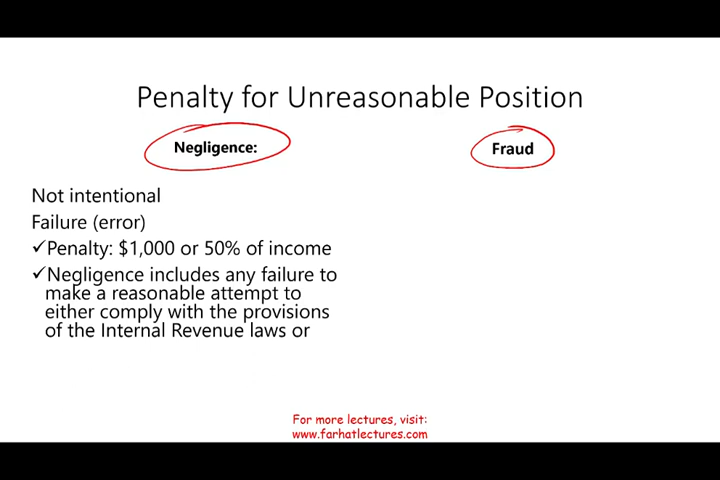 Penalty for Unreasonable Position
Negligence:
Fraud
Not intentional
Failure (error)
✓Penalty: $1,000 or 50% of income
✓Negligence includes any failure to
make a reasonable attempt to
either comply with the provisions
of the Internal Revenue laws or
For more lectures, visit:
www.farhatlectures.com